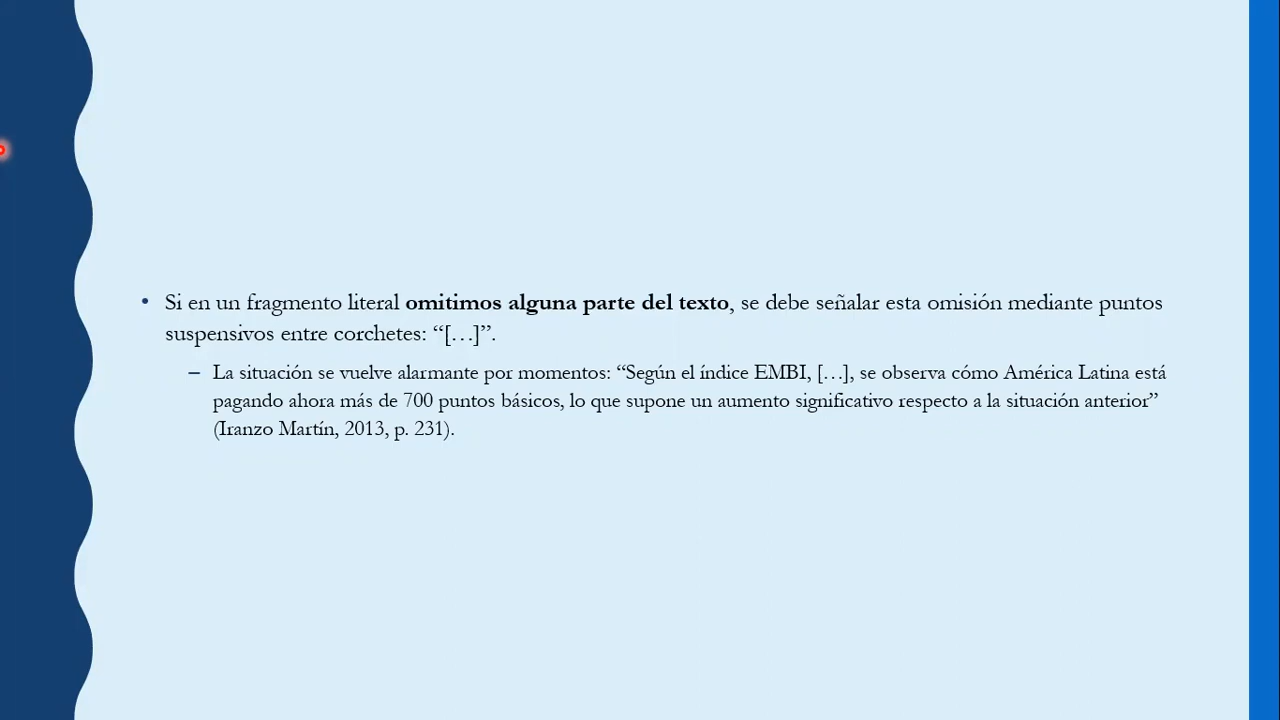 • Si en un fragmento literal omitimos alguna parte del texto, se debe señalar esta omisión mediante puntos
suspensivos entre corchetes: “[…]”.
– La situación se vuelve alarmante por momentos: “Según el índice EMBI, […], se observa cómo América Latina está
pagando ahora más de 700 puntos básicos, lo que supone un aumento significativo respecto a la situación anterior”
(Iranzo Martín, 2013, p. 231).